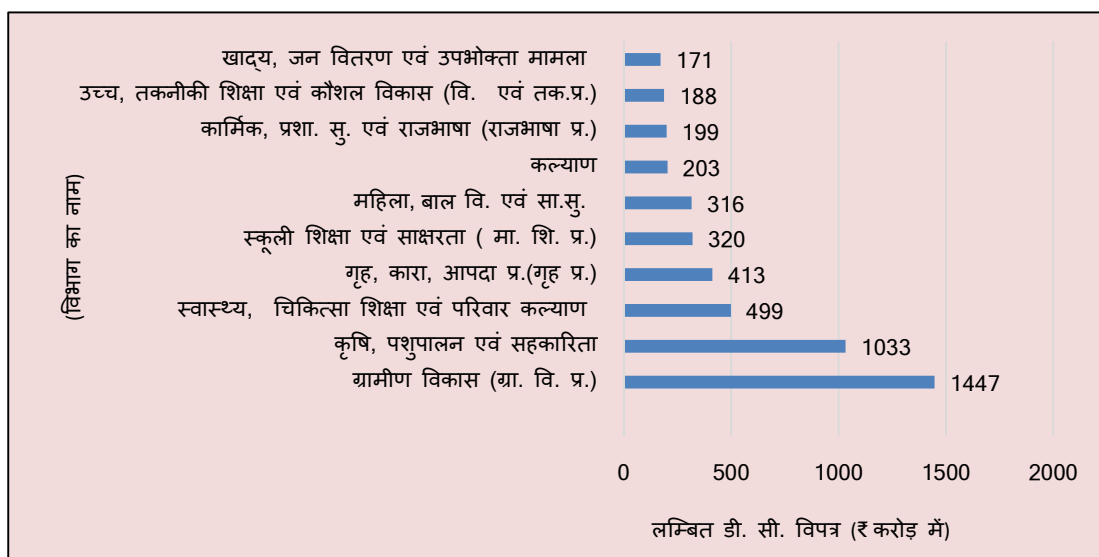 खाद्य, जन वितरण एवं उपभोक्ता मामला 171
उच्च, तकनीकी शिक्षा एवं कौशल विकास (वि. एवं तक.प्र.) 188
कार्मिक, प्रशा. सु. एवं राजभाषा (राजभाषा प्र.) 199
कल्याण 203
महिला, बाल वि. एवं सा.सु. 316
स्कूली शिक्षा एवं साक्षरता ( मा. शि. प्र.) 320
गृह, कारा, आपदा प्र.(गृह प्र.) 413
स्वास्थ्य, चिकित्सा शिक्षा एवं परिवार कल्याण 499
कृषि, पशुपालन एवं सहकारिता 1033
ग्रामीण विकास (ग्रा. वि. प्र.) 1447
(विभाग का नाम)
0 500 1000 1500 2000
लम्बित डी. सी. विपत्र (₹ करोड़ में)